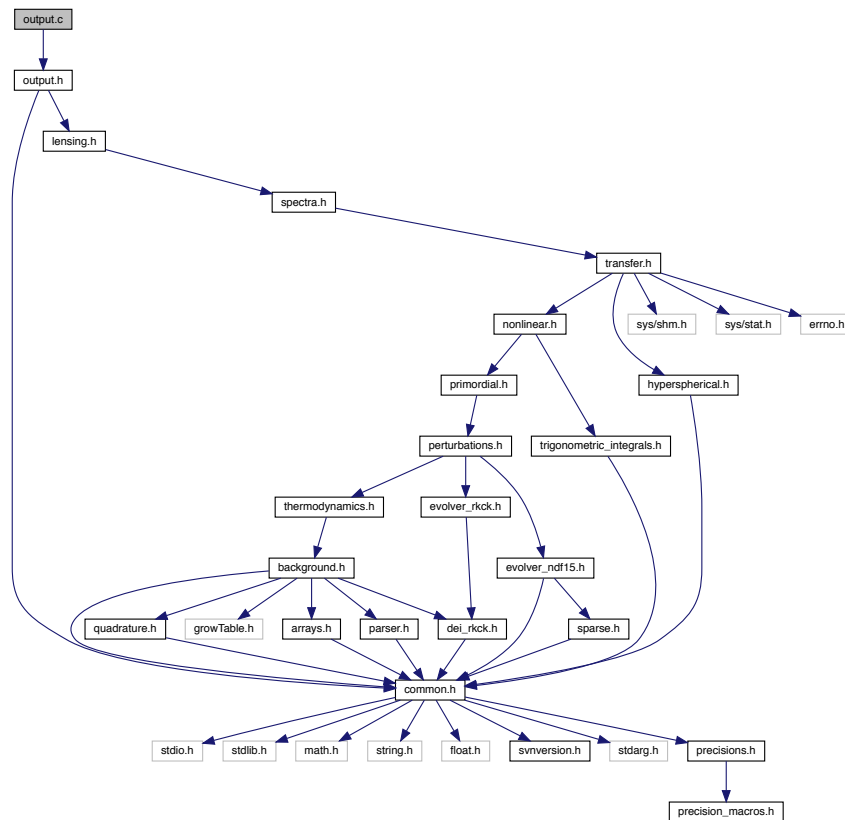 output.c
output.h
lensing.h
spectra.h
transfer.h
nonlinear.h
sys/shm.h
sys/stat.h
errno.h
primordial.h
hyperspherical.h
perturbations.h
trigonometric_integrals.h
thermodynamics.h
evolver_rkck.h
background.h
evolver_ndf15.h
quadrature.h
growTable.h
arrays.h
parser.h
dei_rkck.h
sparse.h
common.h
stdio.h
stdlib.h
math.h
string.h
float.h
svnversion.h
stdarg.h
precisions.h
precision_macros.h